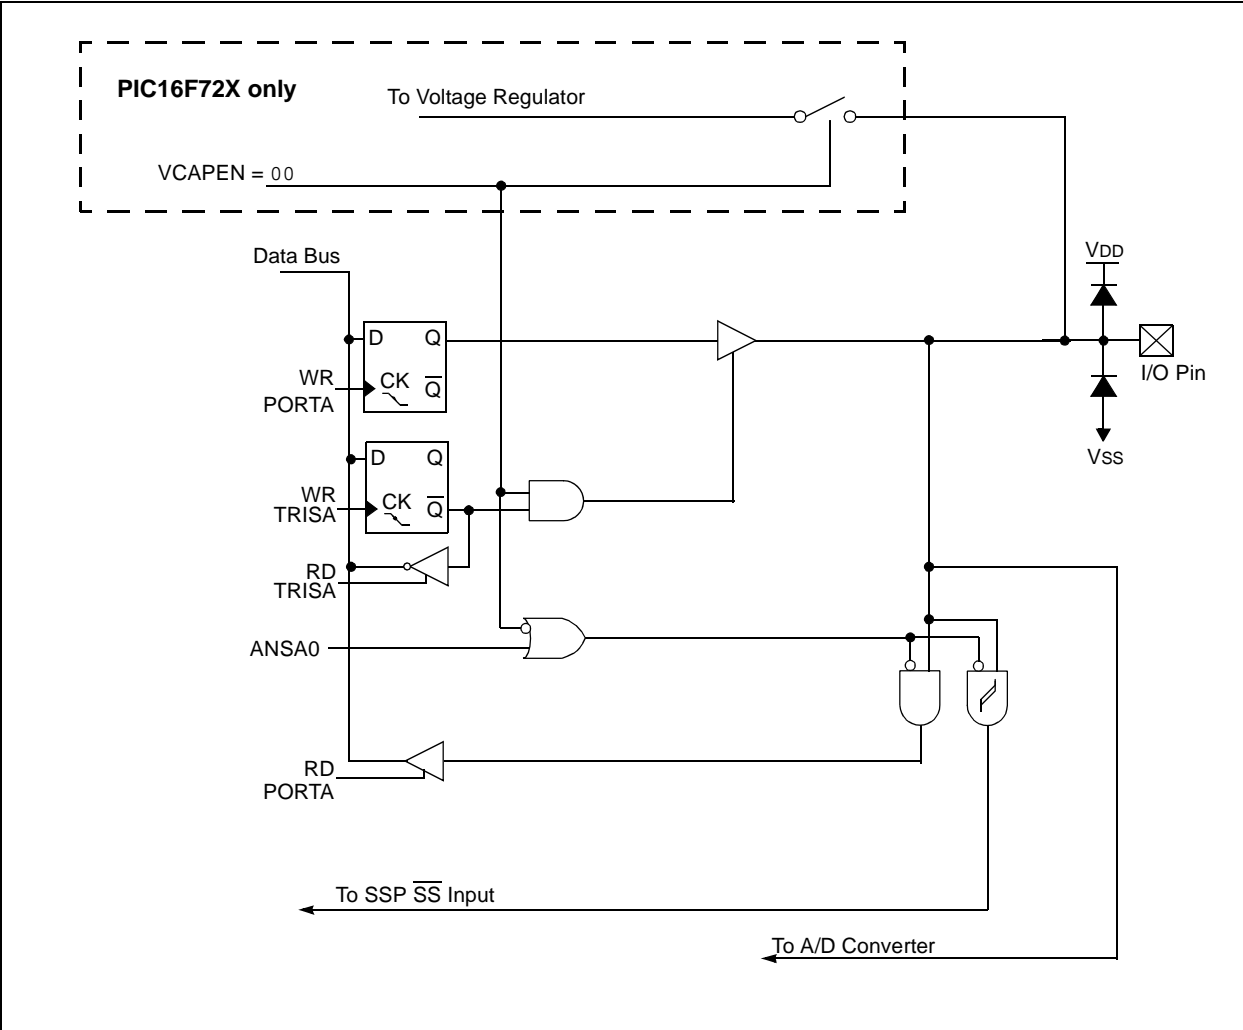 PIC16F72X only
To Voltage Regulator
VCAPEN = 00
Data Bus
VDD
D Q
I/O Pin
WR
PORTA
CK Q̅
D Q
VSS
WR
TRISA
CK Q̅
RD
TRISA
ANSA0
RD
PORTA
To SSP S̅S̅ Input
To A/D Converter